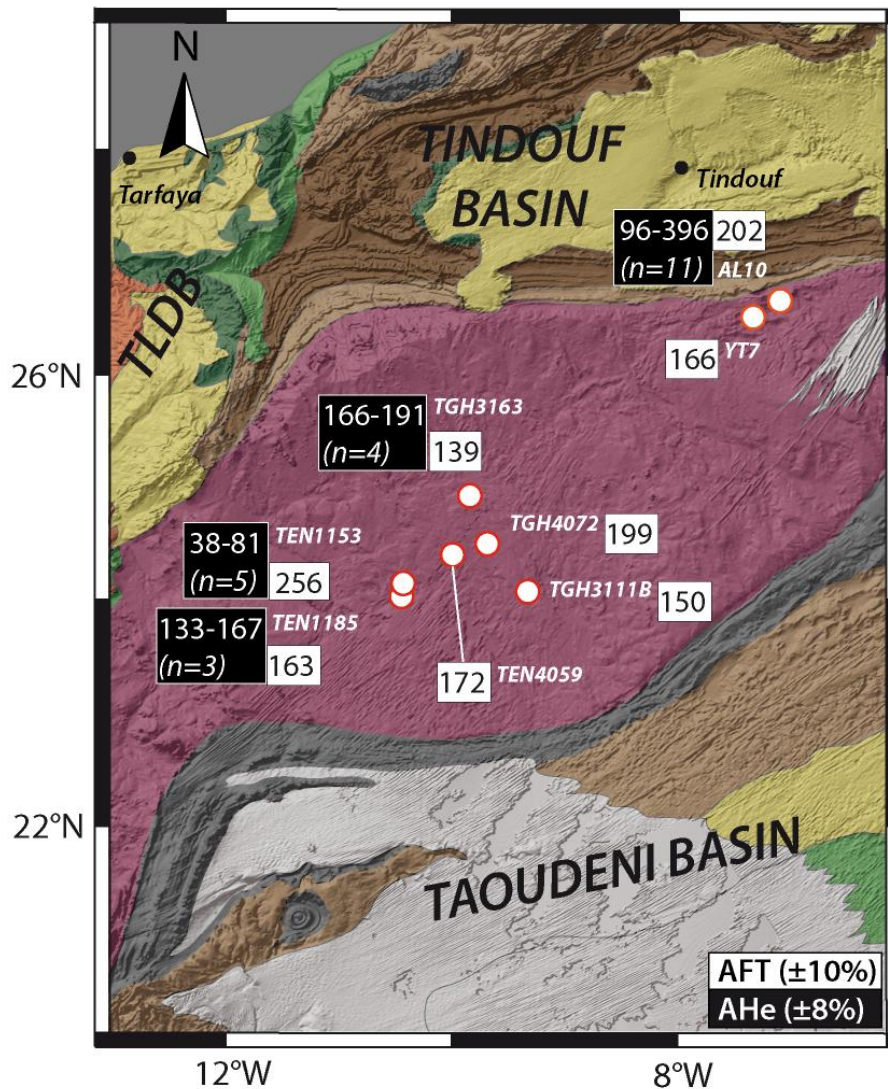 N
TINDOUF
BASIN
Tarfaya
Tindouf
96-396 202
(n=11) AL10
TLDB
26°N
166 YT7
166-191 TGH3163
(n=4) 139
TGH4072 199
38-81 TEN1153
(n=5) 256
TGH3111B 150
133-167 TEN1185
(n=3) 163
172 TEN4059
22°N
TAOUDENI BASIN
AFT (±10%)
AHe (±8%)
12°W
8°W